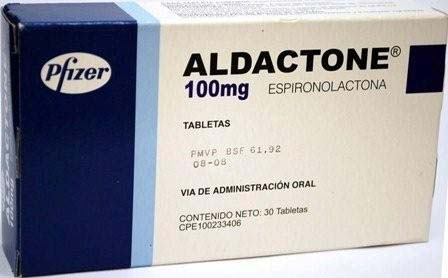 Pfizer
ALDACTONE®
100mg ESPIRONOLACTONA
TABLETAS
PMVP BSF 61,92
08-08
VIA DE ADMINISTRACIÓN ORAL
CONTENIDO NETO: 30 Tabletas
CPE100233406